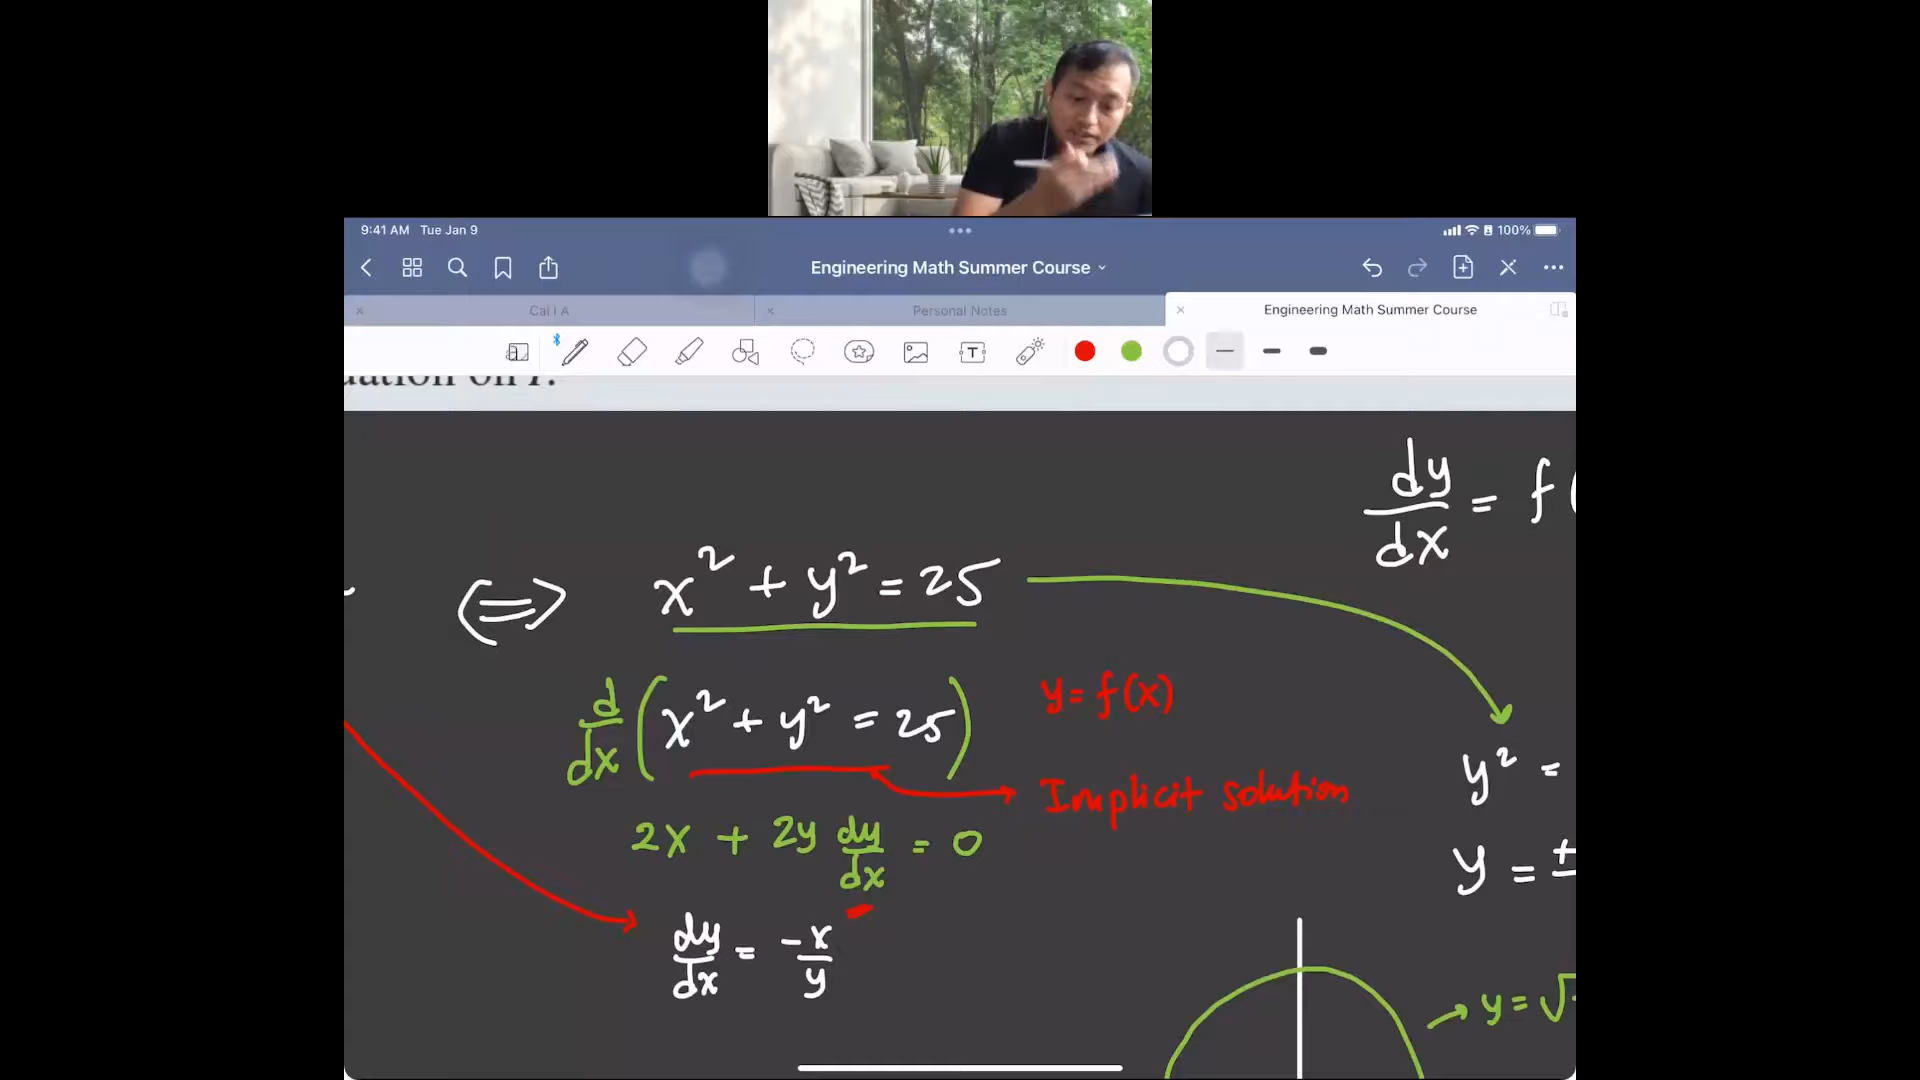 9:41 AM Tue Jan 9
100%
Engineering Math Summer Course
Cal I A
Personal Notes
Engineering Math Summer Course
dy/dx = f(
⇔ x² + y² = 25
d/dx (x² + y² = 25)
y = f(x)
Implicit solution
y² =
2x + 2y dy/dx = 0
y = ±
dy/dx = -x/y
→ y = √